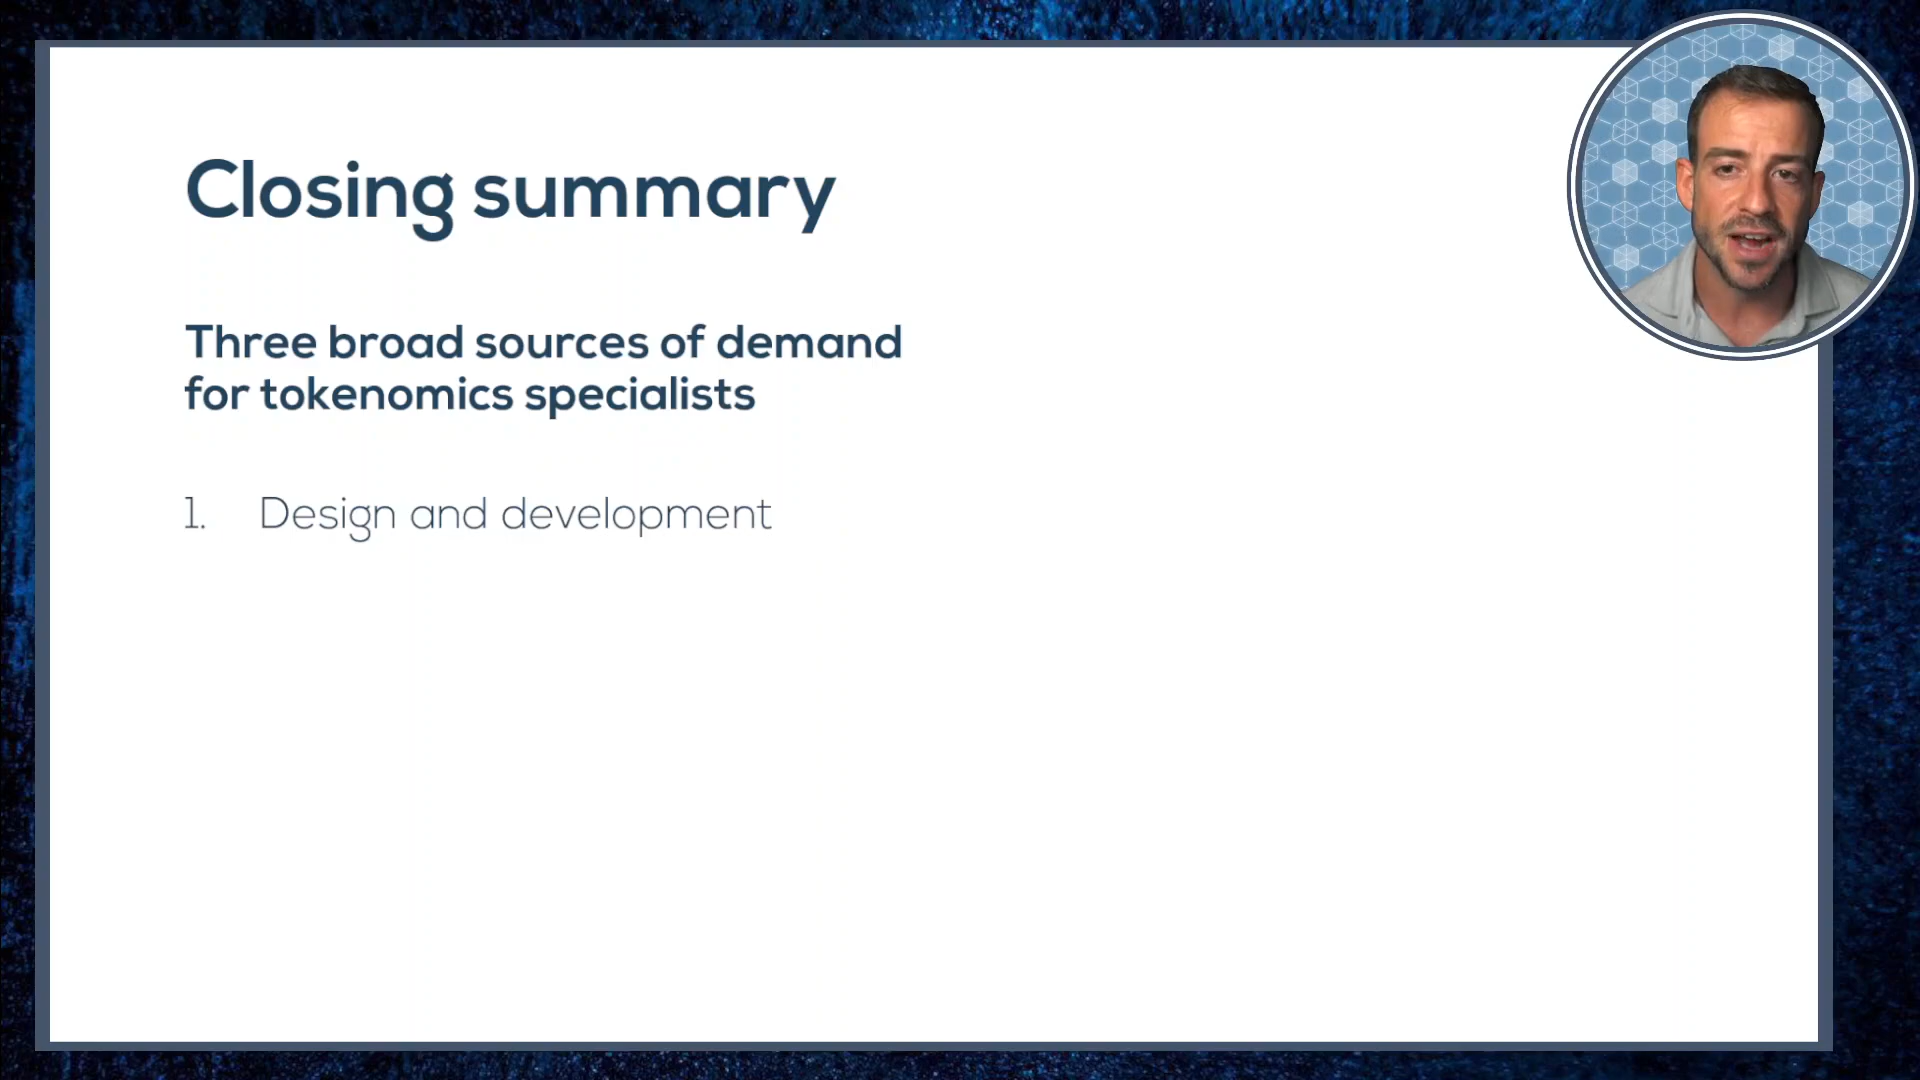 Closing summary
Three broad sources of demand
for tokenomics specialists
1. Design and development